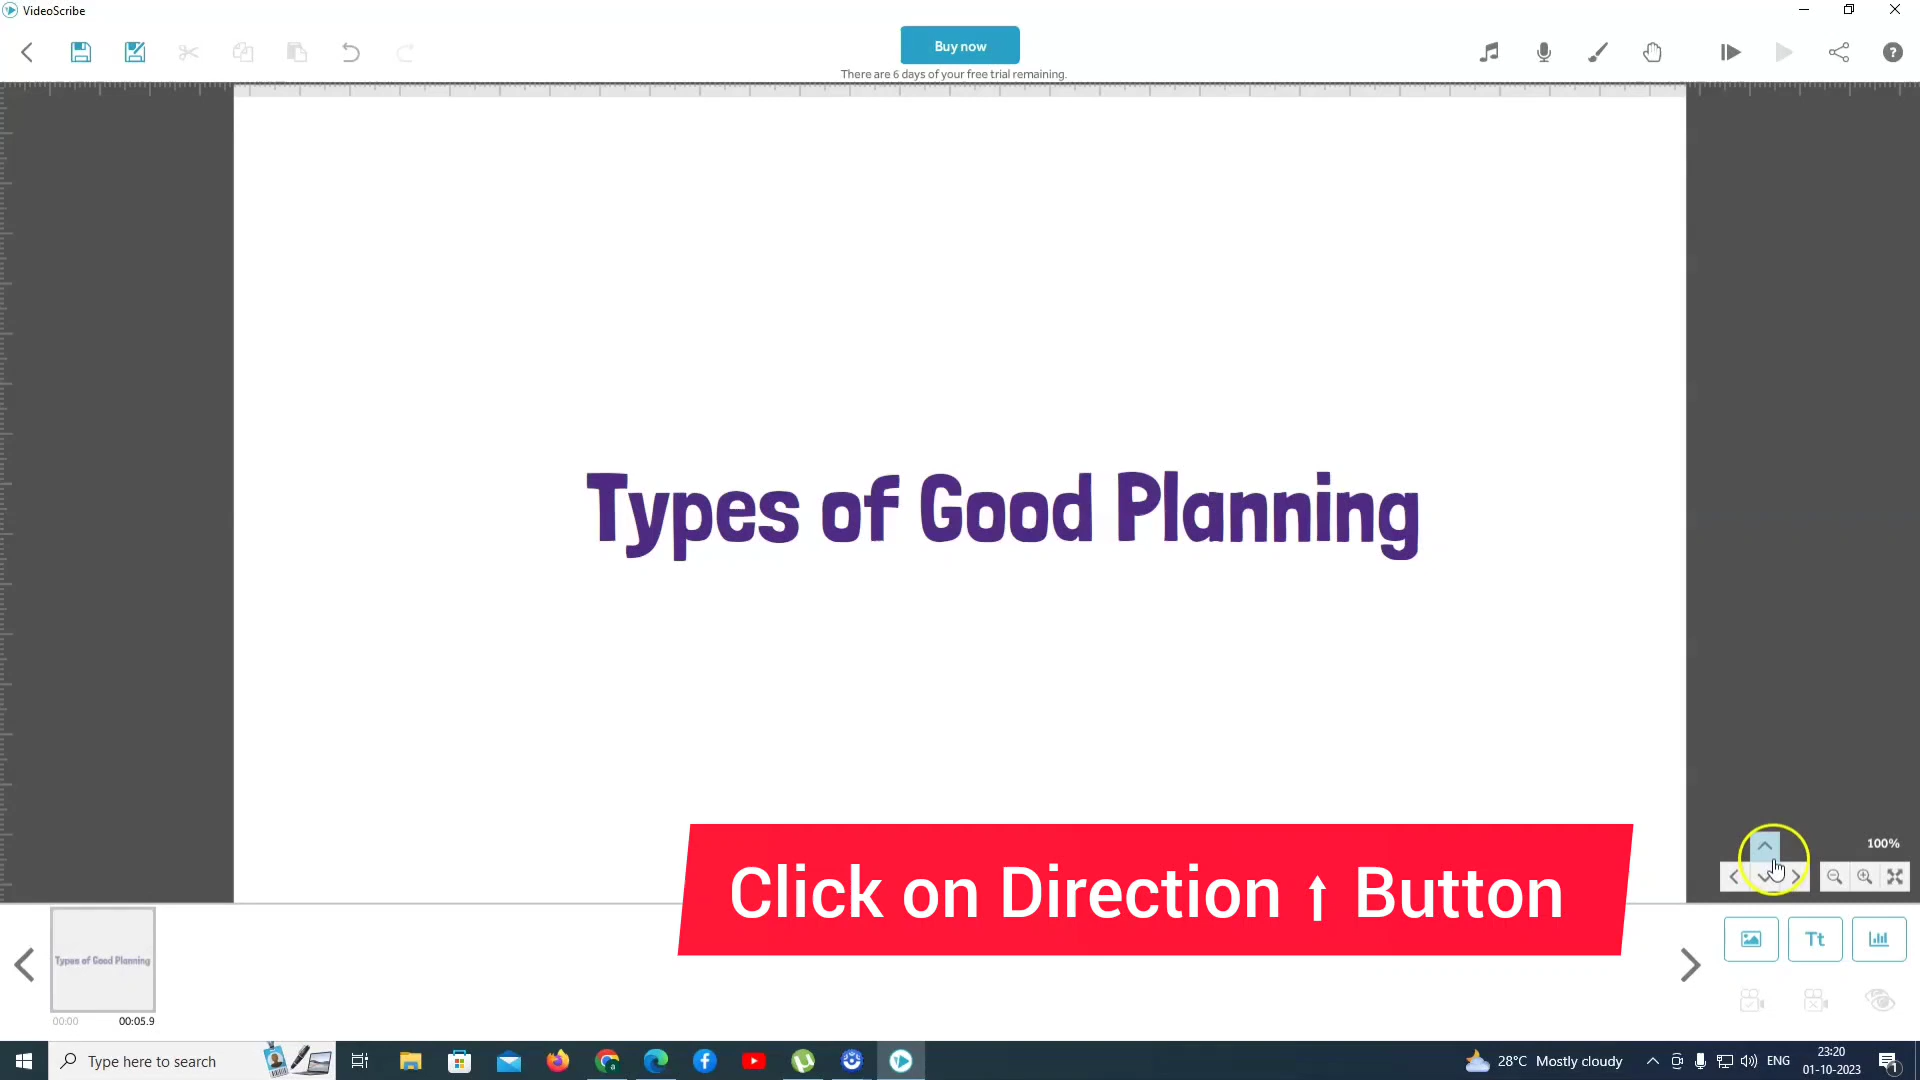 VideoScribe
Buy now
There are 6 days of your free trial remaining.
Types of Good Planning
100%
Click on Direction ↑ Button
Types of Good Planning
00:00 00:05.9
Tt
Type here to search
28°C Mostly cloudy
ENG
23:20
01-10-2023
1